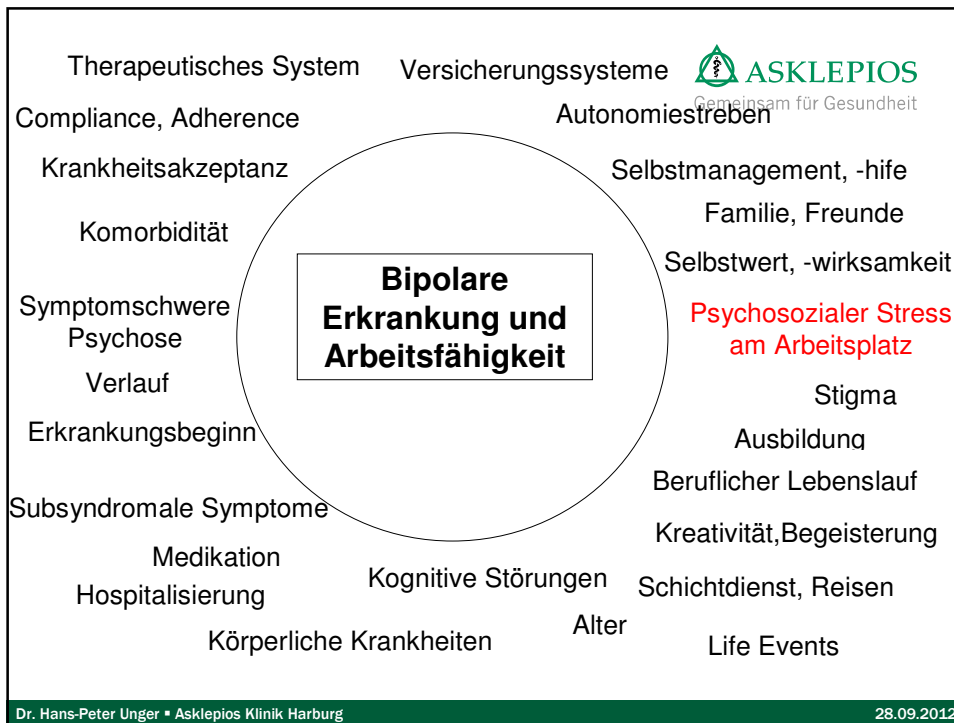 Therapeutisches System
Versicherungssysteme
ASKLEPIOS
Gemeinsam für Gesundheit
Compliance, Adherence
Autonomiestreben
Krankheitsakzeptanz
Selbstmanagement, -hife
Familie, Freunde
Komorbidität
Selbstwert, -wirksamkeit
Bipolare
Erkrankung und
Arbeitsfähigkeit
Symptomschwere
Psychose
Psychosozialer Stress
am Arbeitsplatz
Verlauf
Stigma
Erkrankungsbeginn
Ausbildung
Beruflicher Lebenslauf
Subsyndromale Symptome
Kreativität,Begeisterung
Medikation
Kognitive Störungen
Schichtdienst, Reisen
Hospitalisierung
Alter
Körperliche Krankheiten
Life Events
Dr. Hans-Peter Unger ▪ Asklepios Klinik Harburg
28.09.2012